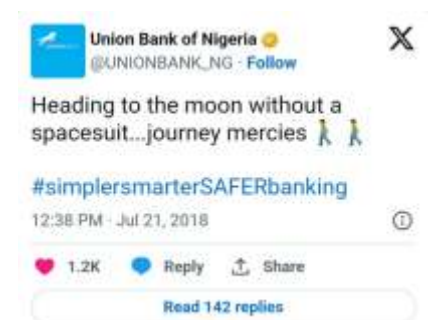 Union Bank of Nigeria
@UNIONBANK_NG · Follow
Heading to the moon without a
spacesuit...journey mercies 🚶 🚶
#simplersmarterSAFERbanking
12:38 PM · Jul 21, 2018
1.2K Reply Share
Read 142 replies